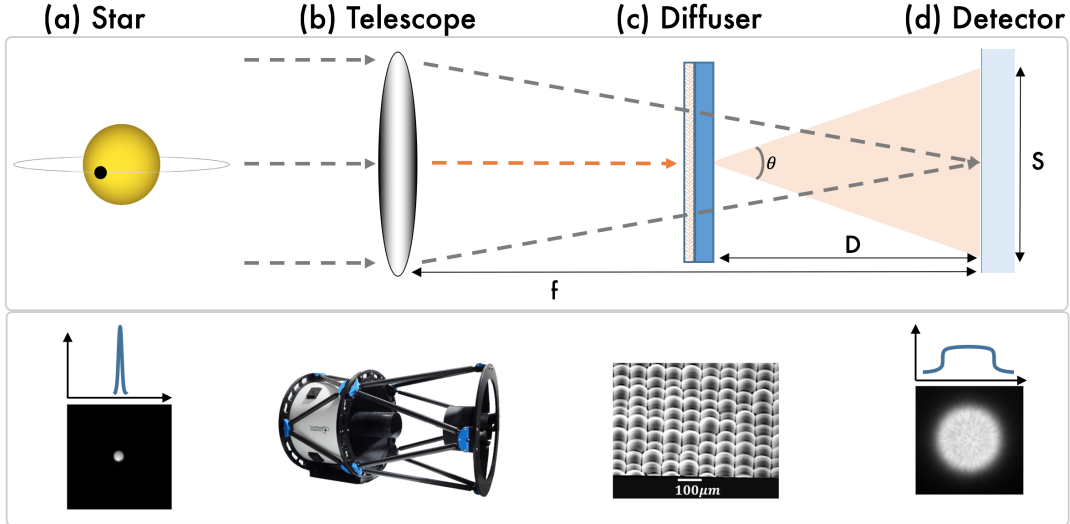 (a) Star
(b) Telescope
(c) Diffuser
(d) Detector
θ
S
D
f
100μm